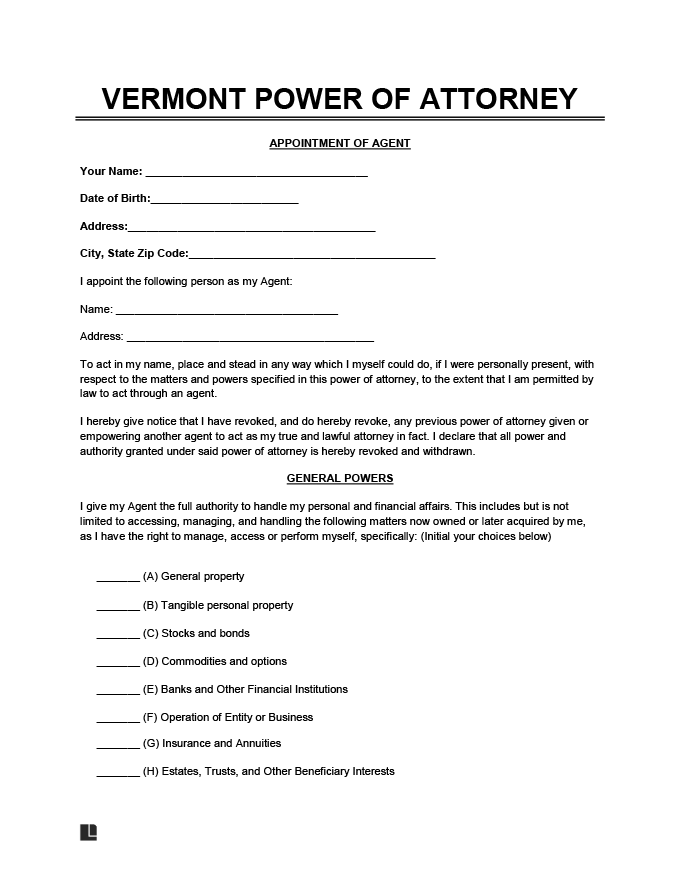 VERMONT POWER OF ATTORNEY
APPOINTMENT OF AGENT
Your Name: ____________________________________
Date of Birth:________________________
Address:________________________________________
City, State Zip Code:________________________________________
I appoint the following person as my Agent:
Name: ____________________________________
Address: ________________________________________
To act in my name, place and stead in any way which I myself could do, if I were personally present, with
respect to the matters and powers specified in this power of attorney, to the extent that I am permitted by
law to act through an agent.
I hereby give notice that I have revoked, and do hereby revoke, any previous power of attorney given or
empowering another agent to act as my true and lawful attorney in fact. I declare that all power and
authority granted under said power of attorney is hereby revoked and withdrawn.
GENERAL POWERS
I give my Agent the full authority to handle my personal and financial affairs. This includes but is not
limited to accessing, managing, and handling the following matters now owned or later acquired by me,
as I have the right to manage, access or perform myself, specifically: (Initial your choices below)
_______ (A) General property
_______ (B) Tangible personal property
_______ (C) Stocks and bonds
_______ (D) Commodities and options
_______ (E) Banks and Other Financial Institutions
_______ (F) Operation of Entity or Business
_______ (G) Insurance and Annuities
_______ (H) Estates, Trusts, and Other Beneficiary Interests